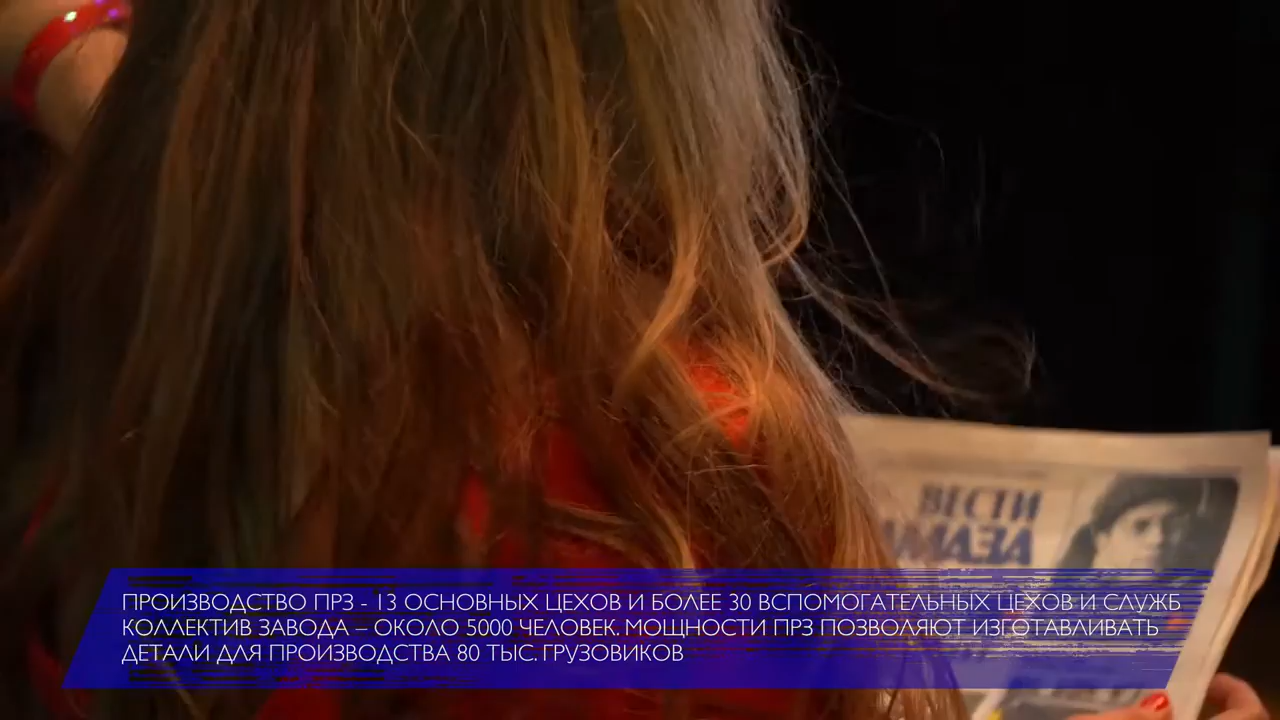 ВЕСТИ
КАМАЗА
ПРОИЗВОДСТВО ПРЗ - 13 ОСНОВНЫХ ЦЕХОВ И БОЛЕЕ 30 ВСПОМОГАТЕЛЬНЫХ ЦЕХОВ И СЛУЖБ
КОЛЛЕКТИВ ЗАВОДА – ОКОЛО 5000 ЧЕЛОВЕК. МОЩНОСТИ ПРЗ ПОЗВОЛЯЮТ ИЗГОТАВЛИВАТЬ
ДЕТАЛИ ДЛЯ ПРОИЗВОДСТВА 80 ТЫС. ГРУЗОВИКОВ